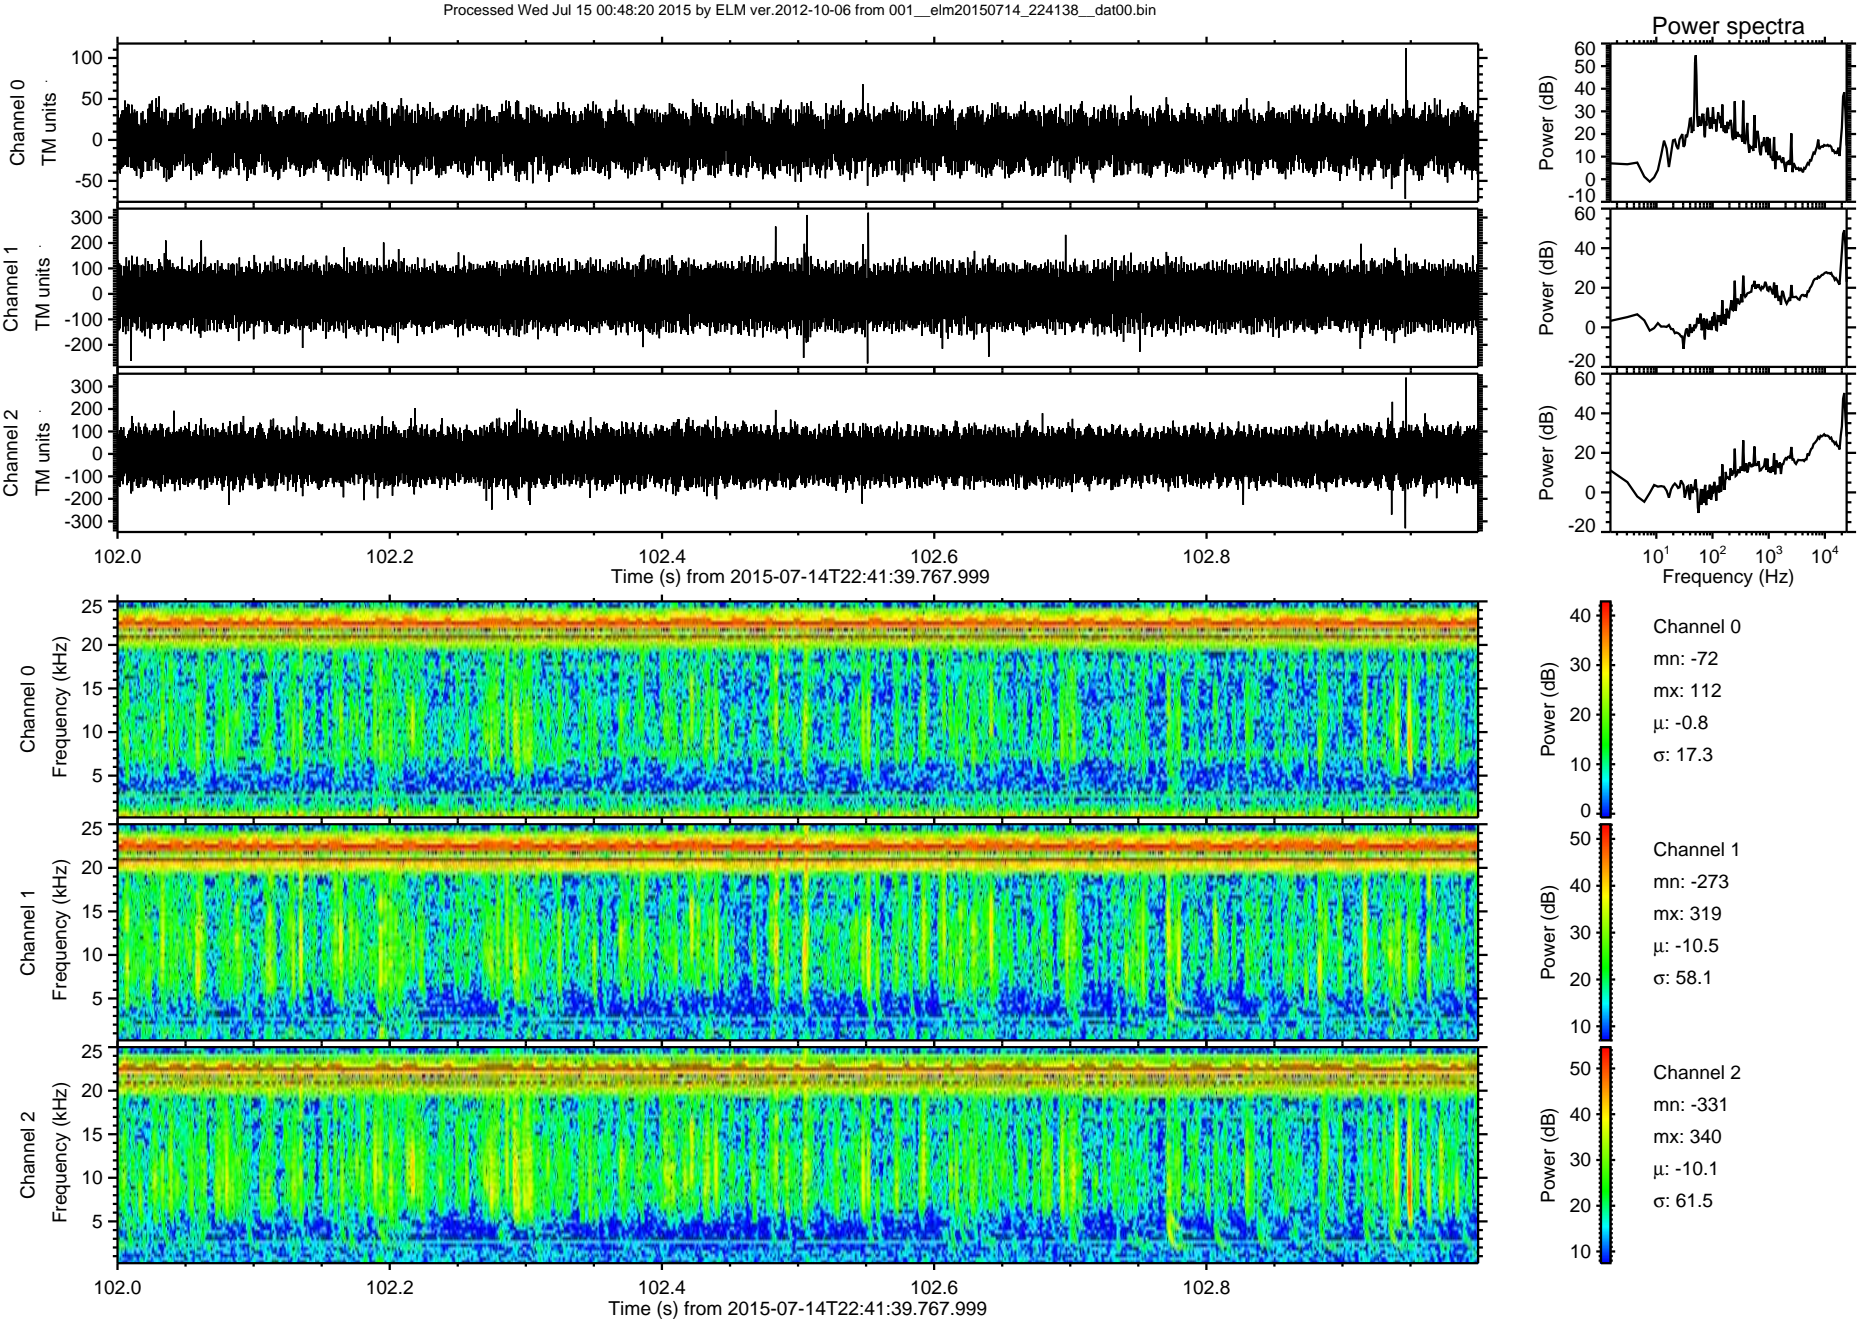 Processed Wed Jul 15 00:48:20 2015 by ELM ver.2012-10-06 from 001__elm20150714_224138__dat00.bin
Power spectra
Channel 0
TM units
100
50
0
-50
Power (dB)
60
50
40
30
20
10
0
-10
Channel 1
TM units
300
200
100
0
-100
-200
Power (dB)
60
40
20
0
-20
Channel 2
TM units
300
200
100
0
-100
-200
-300
Power (dB)
60
40
20
0
-20
102.0 102.2 102.4 102.6 102.8
Time (s) from 2015-07-14T22:41:39.767.999
10¹ 10² 10³ 10⁴
Frequency (Hz)
Channel 0
Frequency (kHz)
25
20
15
10
5
Power (dB)
40
30
20
10
0
Channel 0
mn: -72
mx: 112
μ: -0.8
σ: 17.3
Channel 1
Frequency (kHz)
25
20
15
10
5
Power (dB)
50
40
30
20
10
Channel 1
mn: -273
mx: 319
μ: -10.5
σ: 58.1
Channel 2
Frequency (kHz)
25
20
15
10
5
Power (dB)
50
40
30
20
10
Channel 2
mn: -331
mx: 340
μ: -10.1
σ: 61.5
102.0 102.2 102.4 102.6 102.8
Time (s) from 2015-07-14T22:41:39.767.999